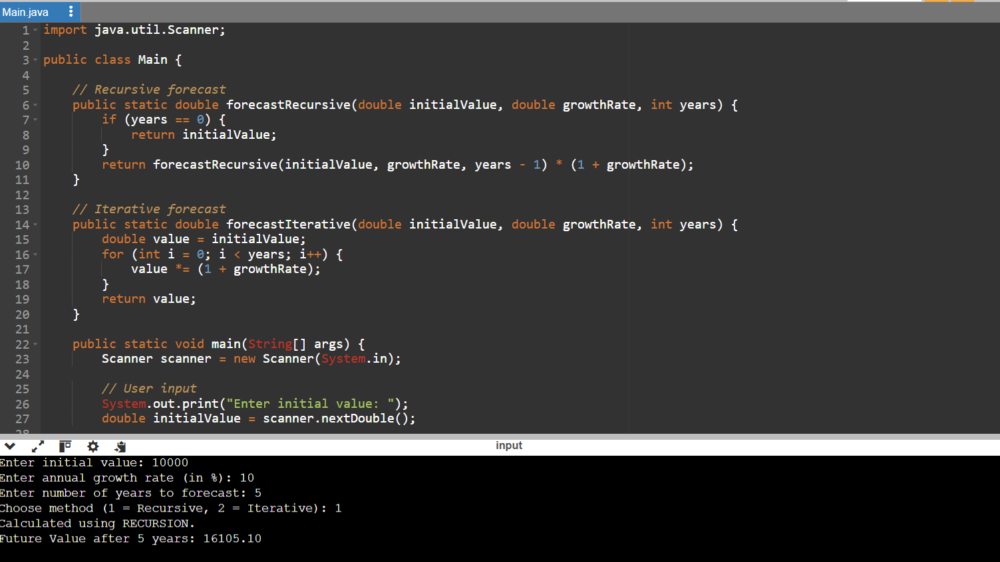 Main.java
1 import java.util.Scanner;
2
3 public class Main {
4
5 // Recursive forecast
6 public static double forecastRecursive(double initialValue, double growthRate, int years) {
7 if (years == 0) {
8 return initialValue;
9 }
10 return forecastRecursive(initialValue, growthRate, years - 1) * (1 + growthRate);
11 }
12
13 // Iterative forecast
14 public static double forecastIterative(double initialValue, double growthRate, int years) {
15 double value = initialValue;
16 for (int i = 0; i < years; i++) {
17 value *= (1 + growthRate);
18 }
19 return value;
20 }
21
22 public static void main(String[] args) {
23 Scanner scanner = new Scanner(System.in);
24
25 // User input
26 System.out.print("Enter initial value: ");
27 double initialValue = scanner.nextDouble();
28
input
Enter initial value: 10000
Enter annual growth rate (in %): 10
Enter number of years to forecast: 5
Choose method (1 = Recursive, 2 = Iterative): 1
Calculated using RECURSION.
Future Value after 5 years: 16105.10